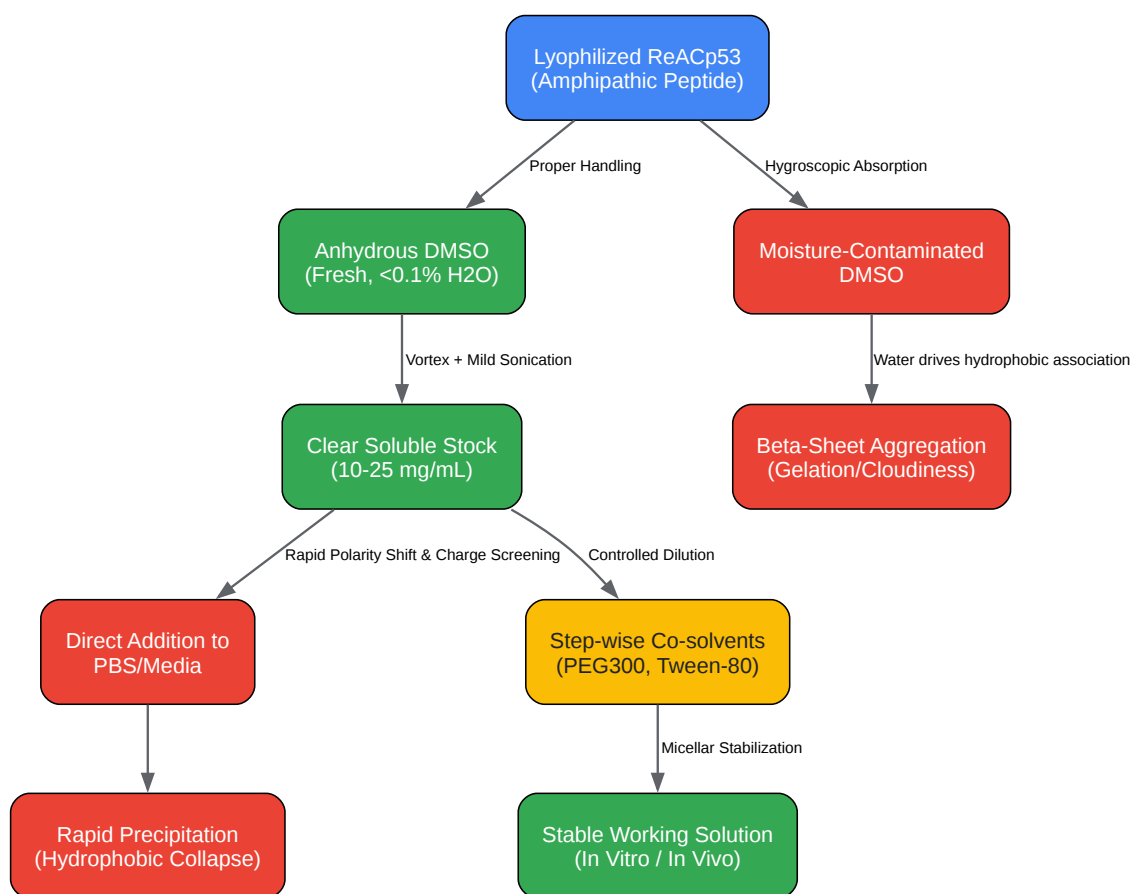 Lyophilized ReACp53
(Amphipathic Peptide)
Proper Handling
Hygroscopic Absorption
Anhydrous DMSO
(Fresh, <0.1% H2O)
Moisture-Contaminated
DMSO
Vortex + Mild Sonication
Water drives hydrophobic association
Clear Soluble Stock
(10-25 mg/mL)
Beta-Sheet Aggregation
(Gelation/Cloudiness)
Rapid Polarity Shift & Charge Screening
Controlled Dilution
Direct Addition to
PBS/Media
Step-wise Co-solvents
(PEG300, Tween-80)
Micellar Stabilization
Rapid Precipitation
(Hydrophobic Collapse)
Stable Working Solution
(In Vitro / In Vivo)